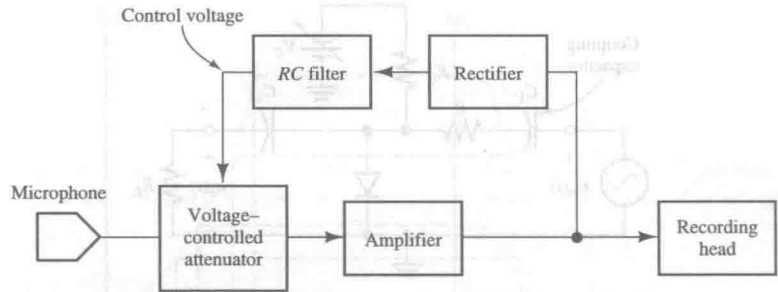 Control voltage
RC filter
Rectifier
Microphone
Voltage–
controlled
attenuator
Amplifier
Recording
head